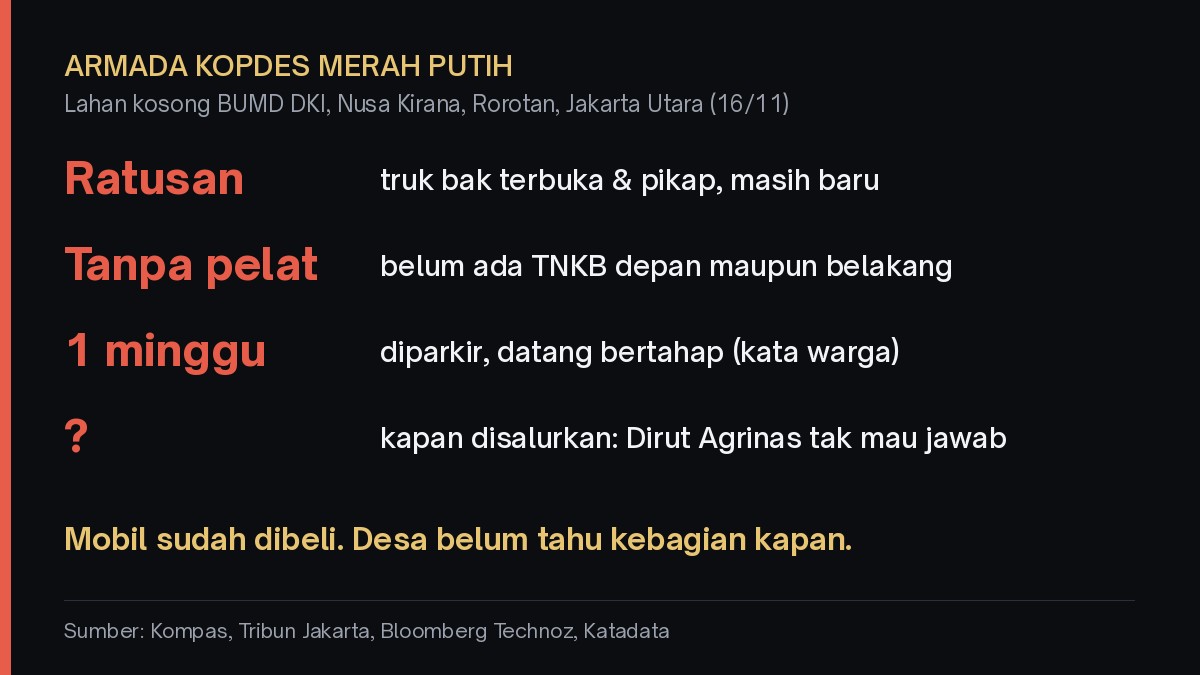 ARMADA KOPDES MERAH PUTIH
Lahan kosong BUMD DKI, Nusa Kirana, Rorotan, Jakarta Utara (16/11)
Ratusan truk bak terbuka & pikap, masih baru
Tanpa pelat belum ada TNKB depan maupun belakang
1 minggu diparkir, datang bertahap (kata warga)
? kapan disalurkan: Dirut Agrinas tak mau jawab
Mobil sudah dibeli. Desa belum tahu kebagian kapan.
Sumber: Kompas, Tribun Jakarta, Bloomberg Technoz, Katadata